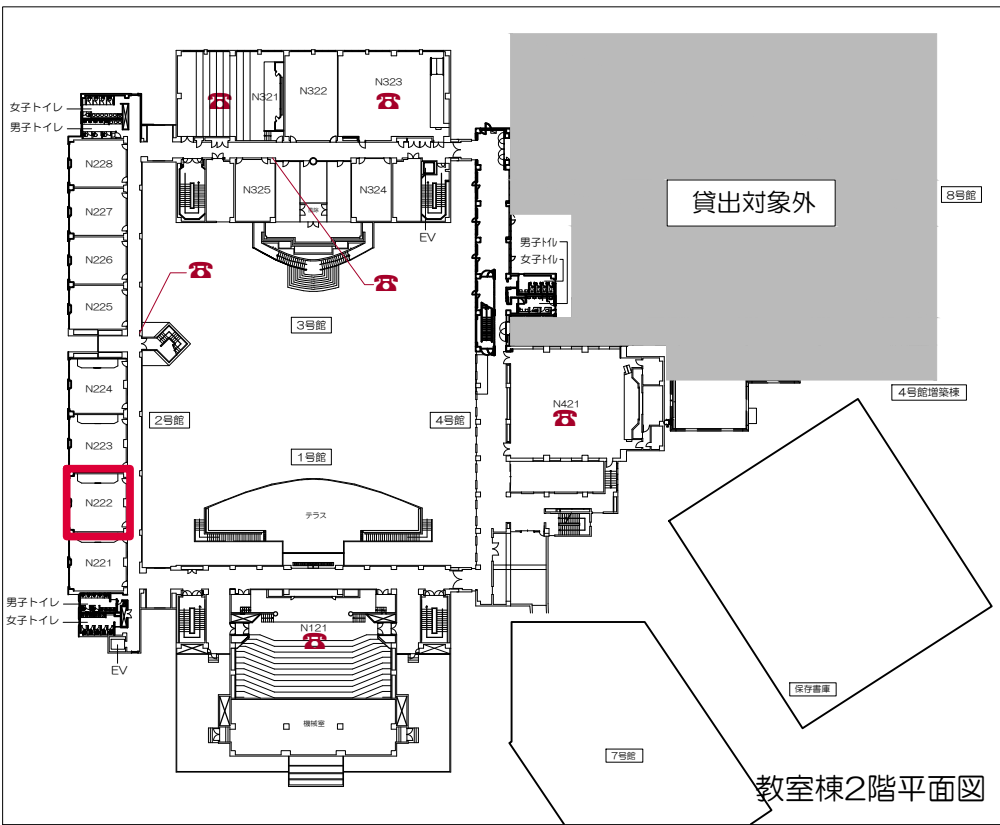 女子トイレ
男子トイレ
N321
N322
N323
N228
N227
N226
N225
N325
N324
EV
貸出対象外
8号館
男子トイレ
女子トイレ
3号館
N224
N223
N222
N221
2号館
4号館
1号館
テラス
N421
4号館増築棟
男子トイレ
女子トイレ
EV
N121
機械室
保存書庫
7号館
教室棟2階平面図